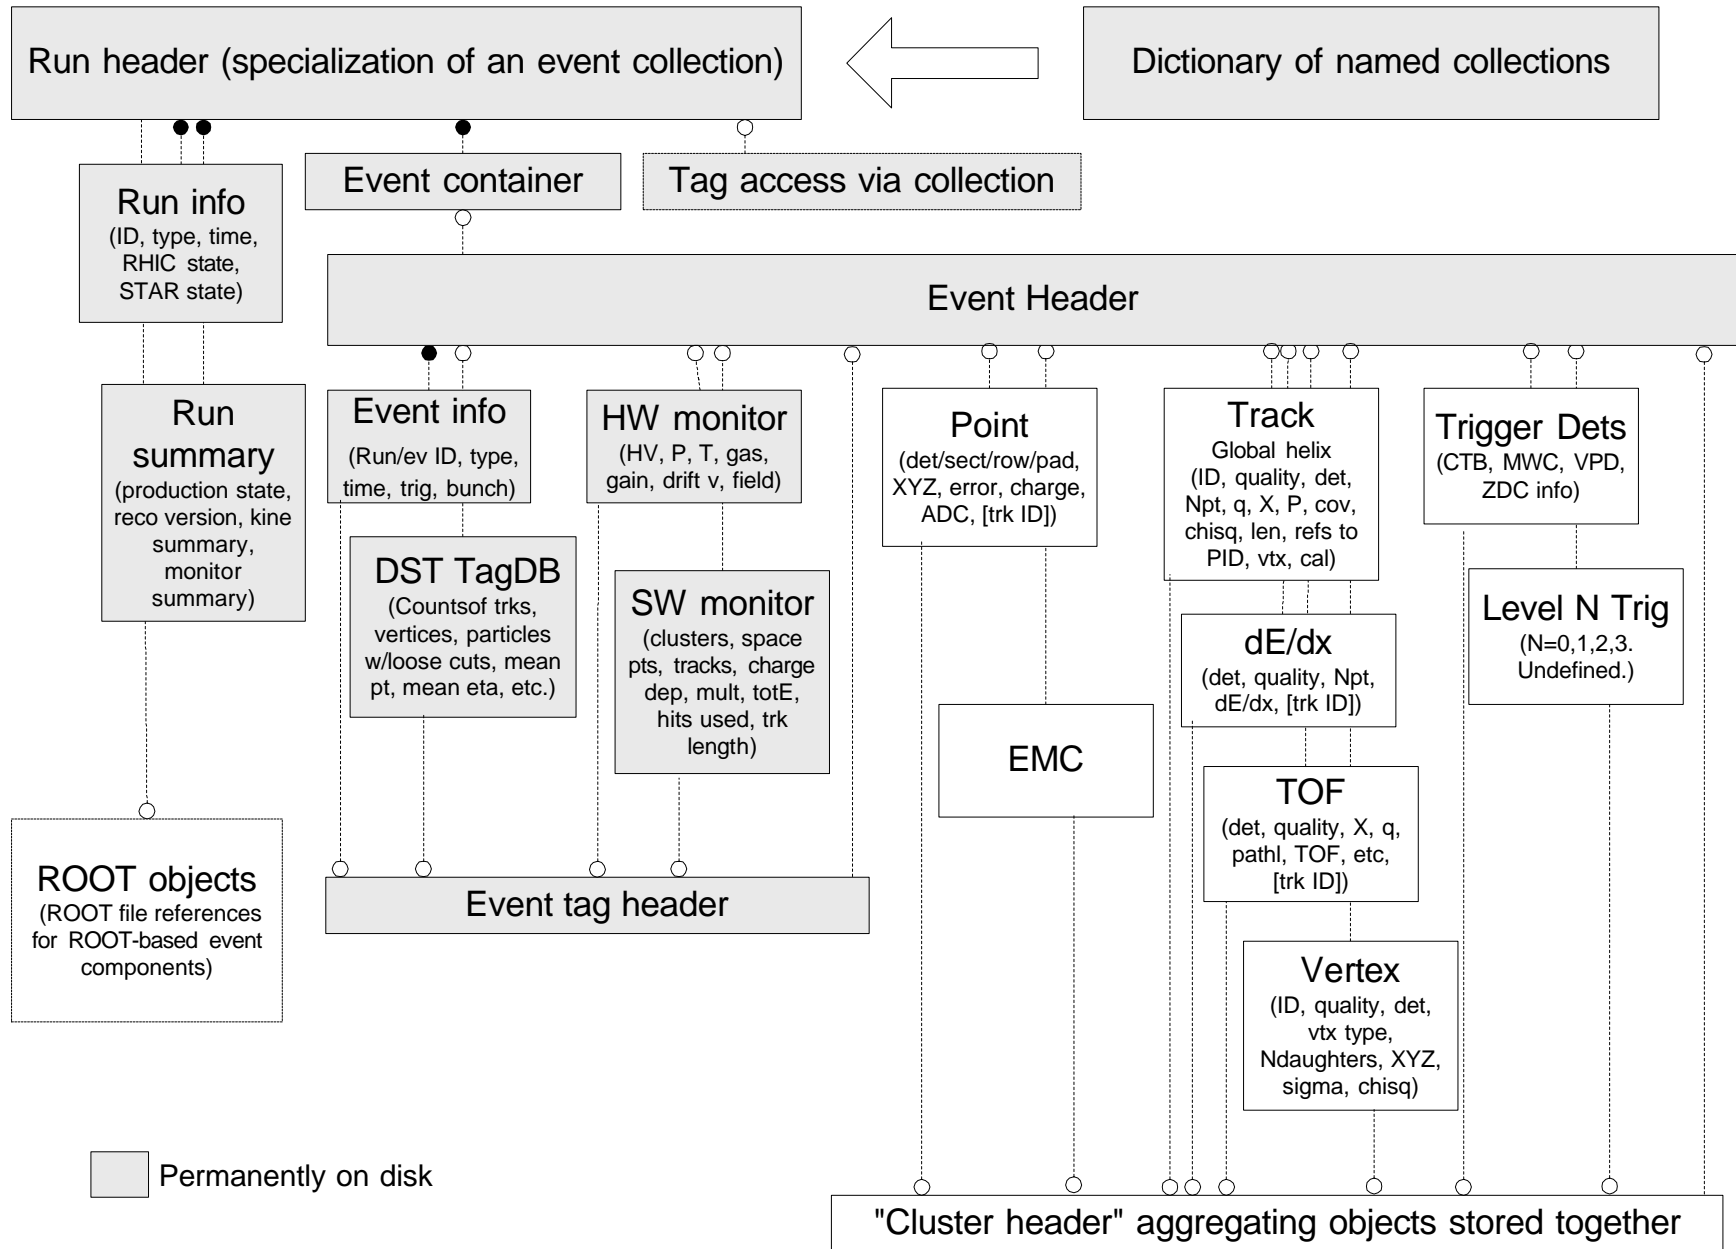 Run header (specialization of an event collection)
Dictionary of named collections
Event container
Tag access via collection
Run info
(ID, type, time,
RHIC state,
STAR state)
Event Header
Run
summary
(production state,
reco version, kine
summary,
monitor
summary)
Event info
(Run/ev ID, type,
time, trig, bunch)
HW monitor
(HV, P, T, gas,
gain, drift v, field)
Point
(det/sect/row/pad,
XYZ, error, charge,
ADC, [trk ID])
Track
Global helix
(ID, quality, det,
Npt, q, X, P, cov,
chisq, len, refs to
PID, vtx, cal)
Trigger Dets
(CTB, MWC, VPD,
ZDC info)
DST TagDB
(Countsof trks,
vertices, particles
w/loose cuts, mean
pt, mean eta, etc.)
SW monitor
(clusters, space
pts, tracks, charge
dep, mult, totE,
hits used, trk
length)
Level N Trig
(N=0,1,2,3.
Undefined.)
dE/dx
(det, quality, Npt,
dE/dx, [trk ID])
EMC
TOF
(det, quality, X, q,
pathl, TOF, etc,
[trk ID])
ROOT objects
(ROOT file references
for ROOT-based event
components)
Event tag header
Vertex
(ID, quality, det,
vtx type,
Ndaughters, XYZ,
sigma, chisq)
Permanently on disk
"Cluster header" aggregating objects stored together